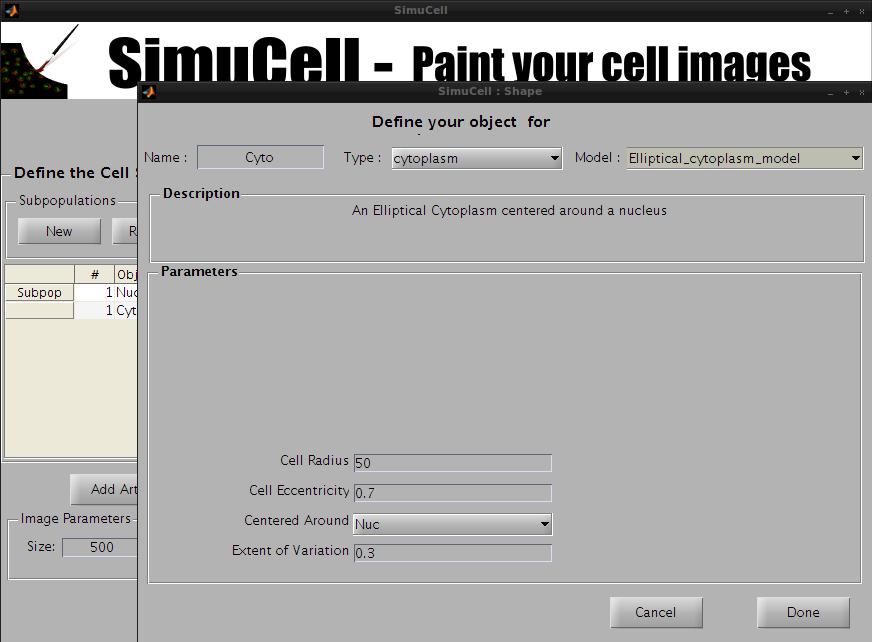 SimuCell
SimuCell - Paint your cell images
SimuCell : Shape
Define your object for
Name : Cyto Type : cytoplasm Model : Elliptical_cytoplasm_model
Define the Cell
Description
An Elliptical Cytoplasm centered around a nucleus
Subpopulations
New R
Parameters
# Obj
Subpop 1 Nuc
1 Cyt
Cell Radius 50
Cell Eccentricity 0.7
Centered Around Nuc
Extent of Variation 0.3
Add Art
Image Parameters
Size: 500
Cancel Done